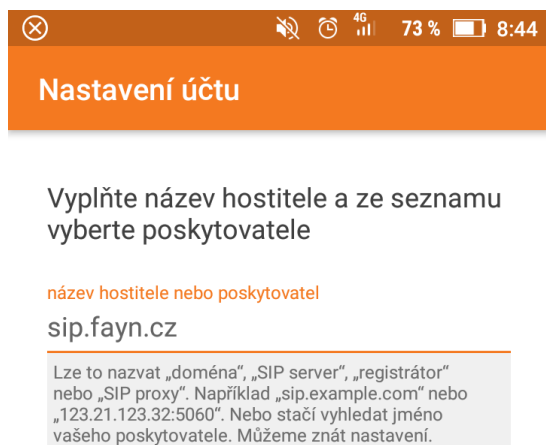 4G 73 % 8:44
Nastavení účtu
Vyplňte název hostitele a ze seznamu
vyberte poskytovatele
název hostitele nebo poskytovatel
sip.fayn.cz
Lze to nazvat „doména“, „SIP server“, „registrátor“
nebo „SIP proxy“. Například „sip.example.com“ nebo
„123.21.123.32:5060“. Nebo stačí vyhledat jméno
vašeho poskytovatele. Můžeme znát nastavení.